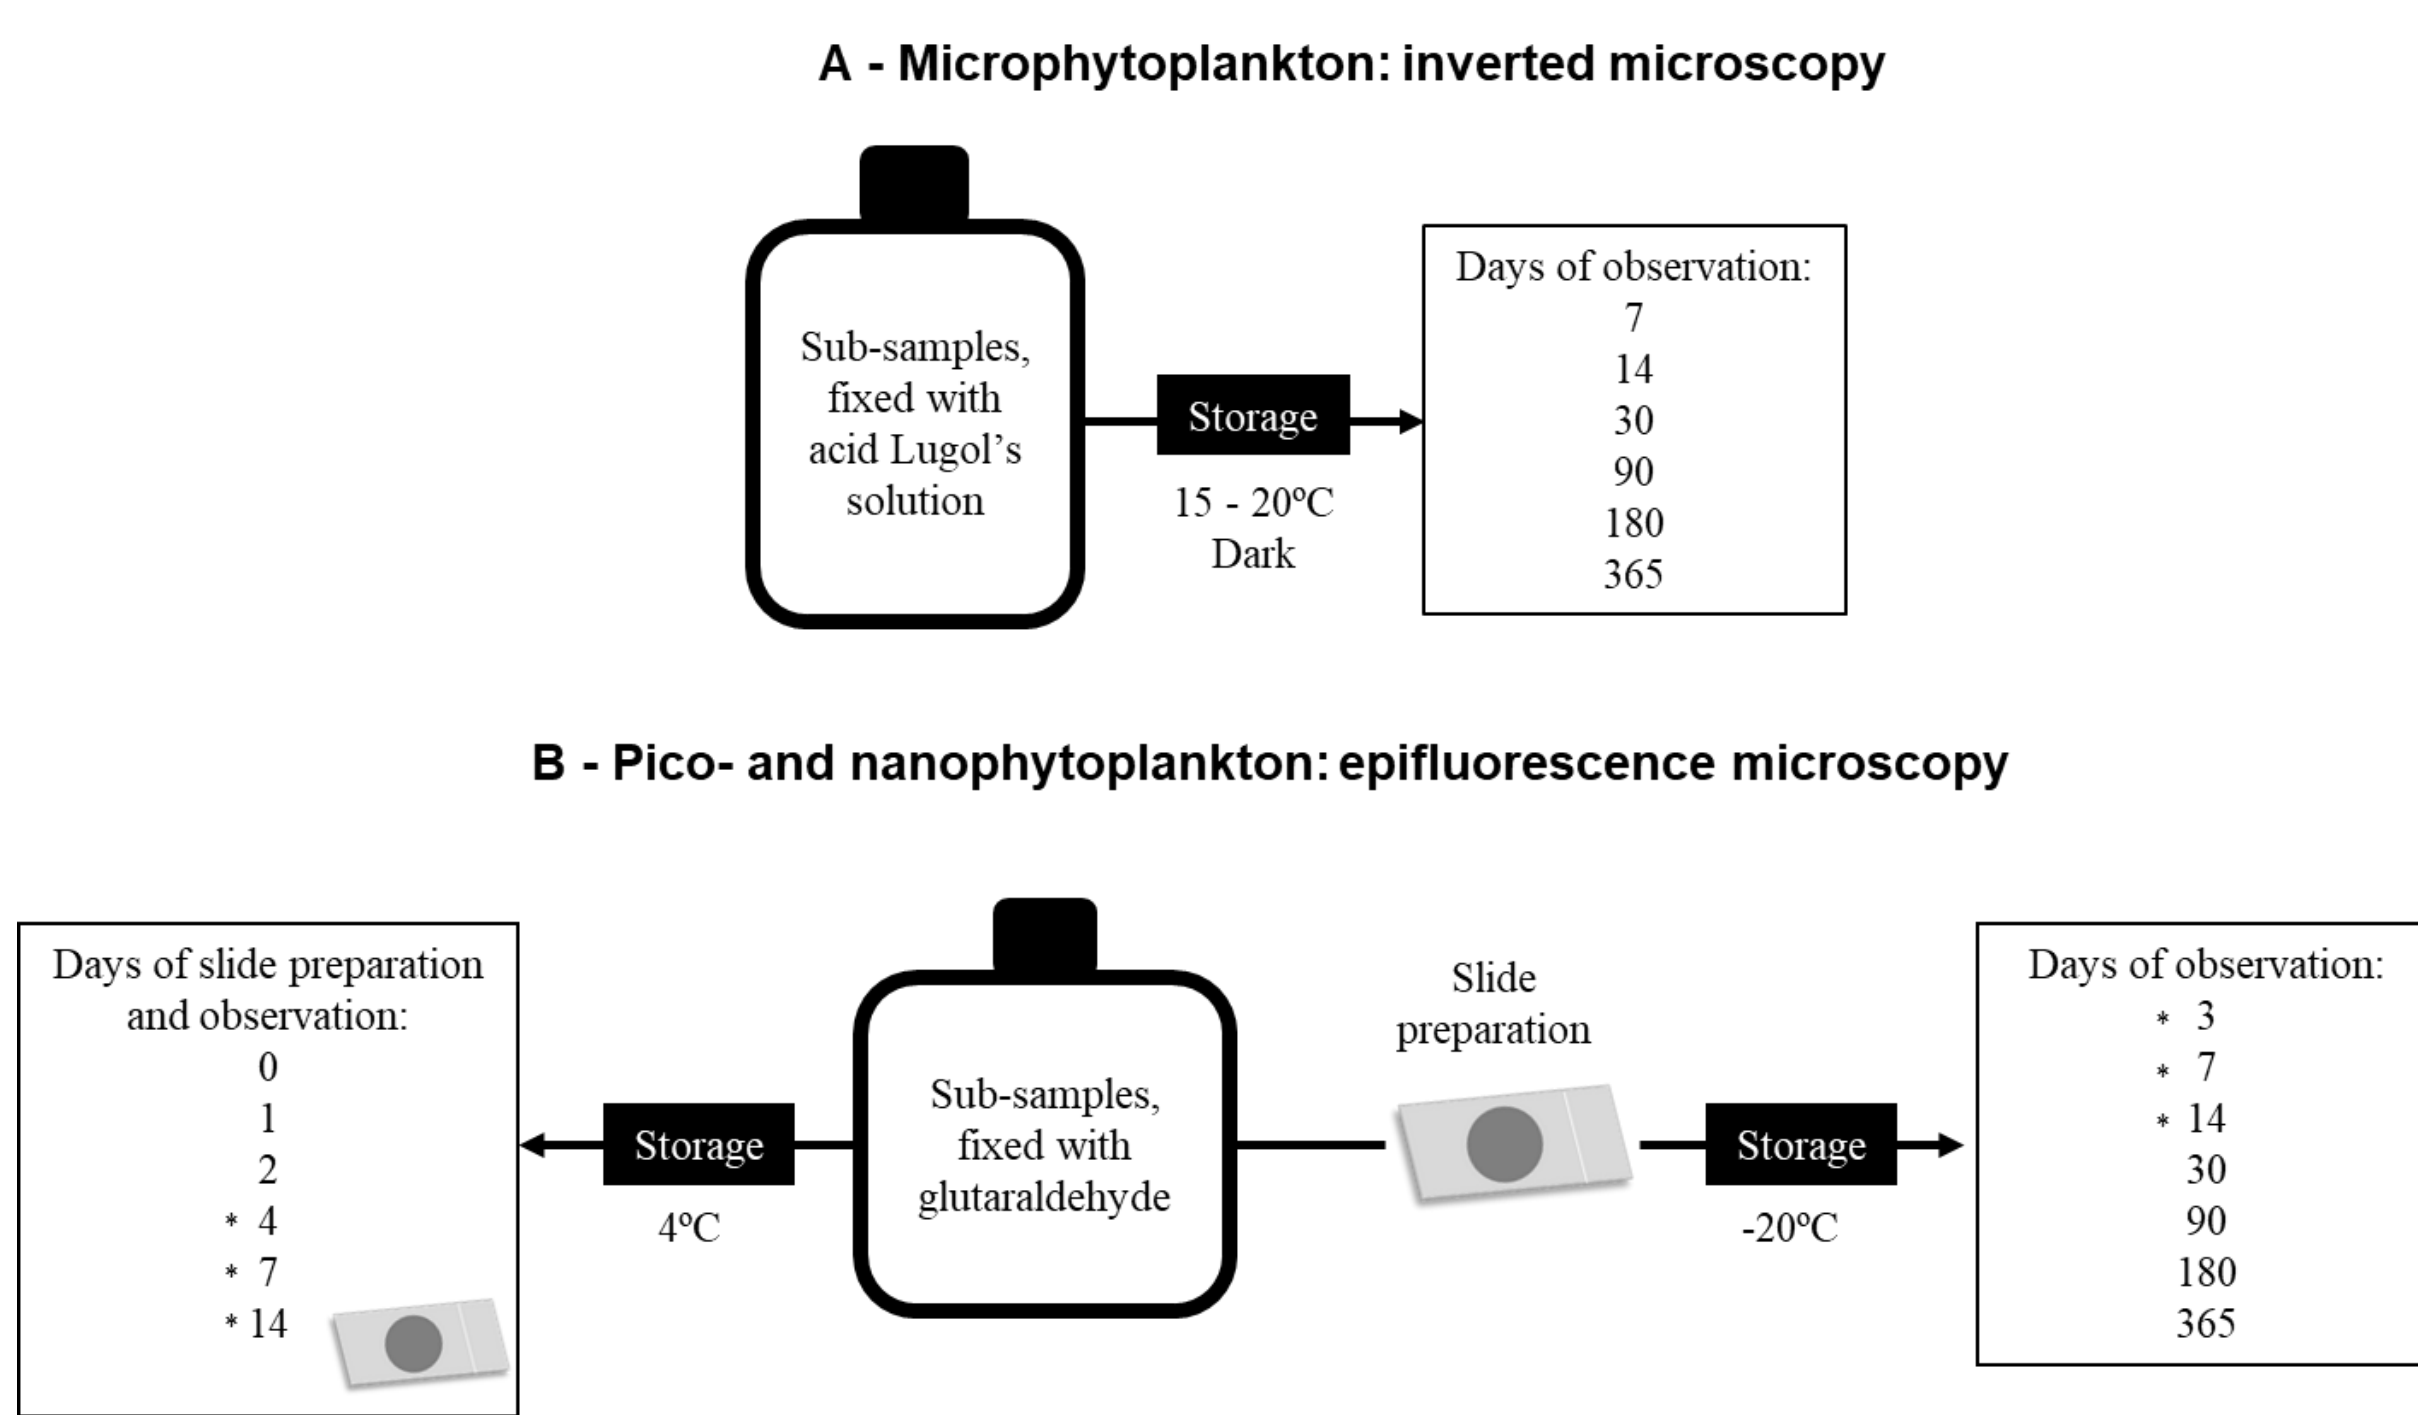 A - Microphytoplankton: inverted microscopy
Sub-samples,
fixed with
acid Lugol’s
solution
Storage
15 - 20ºC
Dark
Days of observation:
7
14
30
90
180
365
B - Pico- and nanophytoplankton: epifluorescence microscopy
Days of slide preparation
and observation:
0
1
2
* 4
* 7
* 14
Storage
4ºC
Sub-samples,
fixed with
glutaraldehyde
Slide
preparation
Storage
-20ºC
Days of observation:
* 3
* 7
* 14
30
90
180
365